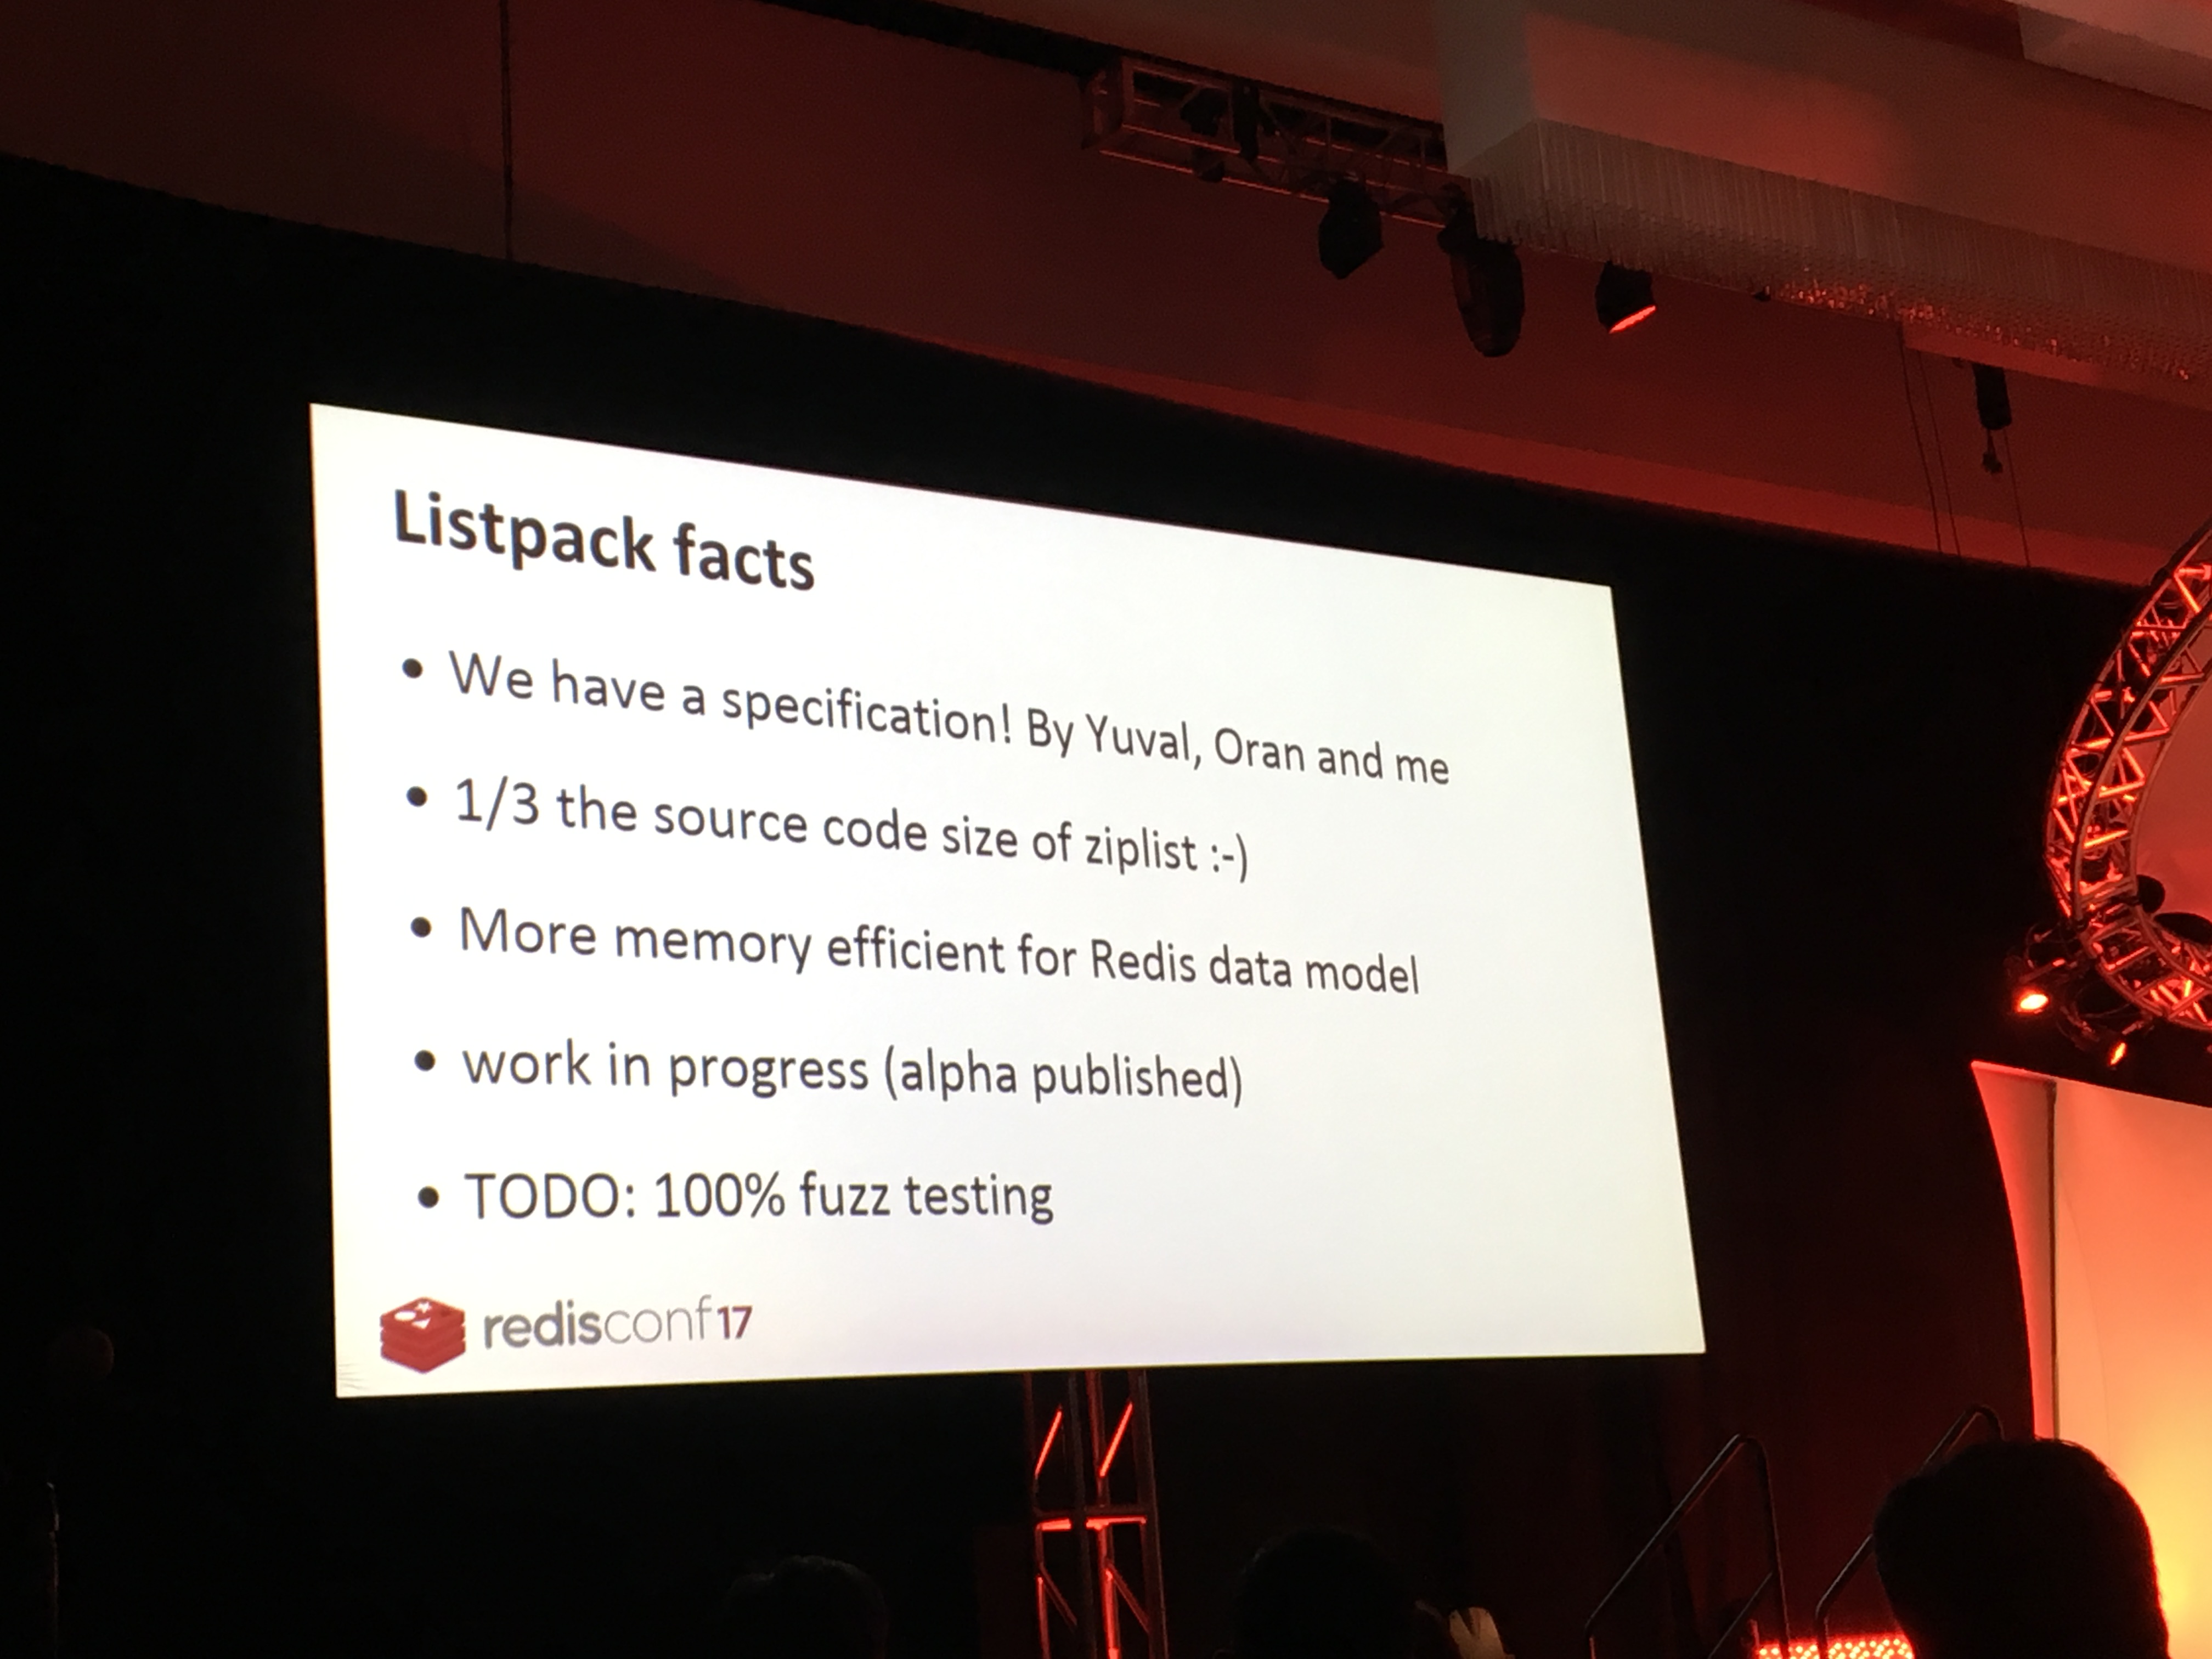 Listpack facts
• We have a specification! By Yuval, Oran and me
• 1/3 the source code size of ziplist :-)
• More memory efficient for Redis data model
• work in progress (alpha published)
• TODO: 100% fuzz testing
redisconf17